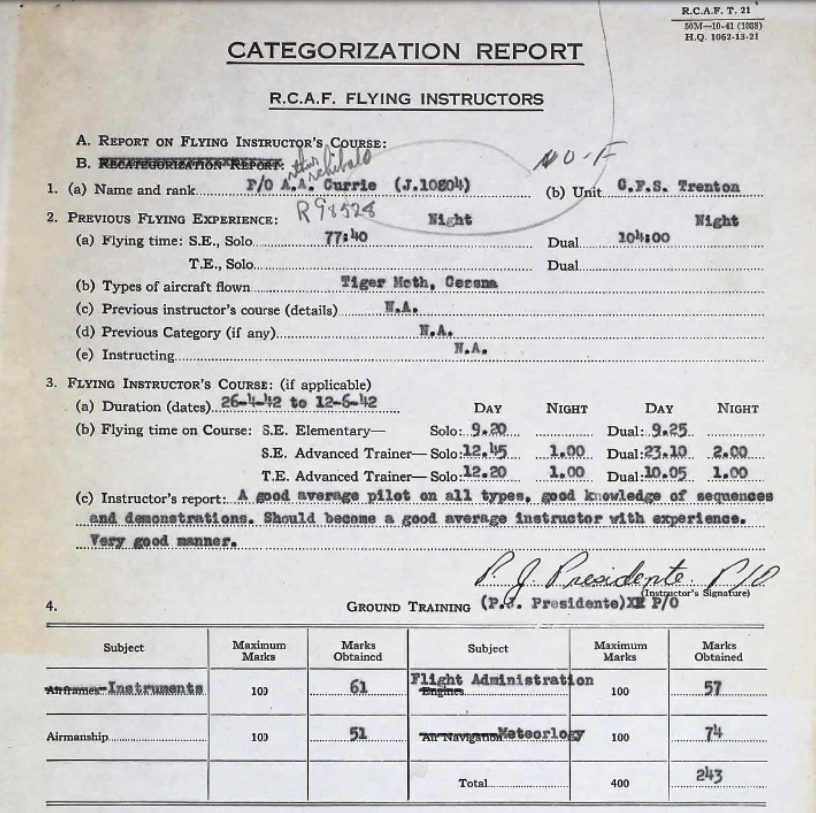 R.C.A.F. T. 21
50M—10-41 (1038)
H.Q. 1062-13-21
CATEGORIZATION REPORT
R.C.A.F. FLYING INSTRUCTORS
A. REPORT ON FLYING INSTRUCTOR'S COURSE:
B. RECATEGORIZATION REPORT:
Archibald
NO-F
1. (a) Name and rank P/O A.A. Currie (J.10804) (b) Unit C.F.S. Trenton
R98528
2. PREVIOUS FLYING EXPERIENCE: Night Night
(a) Flying time: S.E., Solo 77:40 Dual 104:00
T.E., Solo Dual
(b) Types of aircraft flown Tiger Moth, Cessna
(c) Previous instructor's course (details) N.A.
(d) Previous Category (if any) N.A.
(e) Instructing N.A.
3. FLYING INSTRUCTOR'S COURSE: (if applicable)
(a) Duration (dates) 26-4-42 to 12-6-42 DAY NIGHT DAY NIGHT
(b) Flying time on Course: S.E. Elementary— Solo: 9.20 Dual: 9.25
S.E. Advanced Trainer— Solo: 12.45 1.00 Dual: 23.10 2.00
T.E. Advanced Trainer— Solo: 12.20 1.00 Dual: 10.05 1.00
(c) Instructor's report: A good average pilot on all types, good knowledge of sequences
and demonstrations. Should become a good average instructor with experience.
Very good manner.
P. J. Presidente P/O
(Instructor's Signature)
4. GROUND TRAINING (P.J. Presidente) P/O
Subject Maximum Marks Marks Obtained Subject Maximum Marks Marks Obtained
Airframes Instruments 100 61 Flight Administration Engines 100 57
Airmanship 100 51 Air Navigation Meteorlogy 100 74
Total 400 243